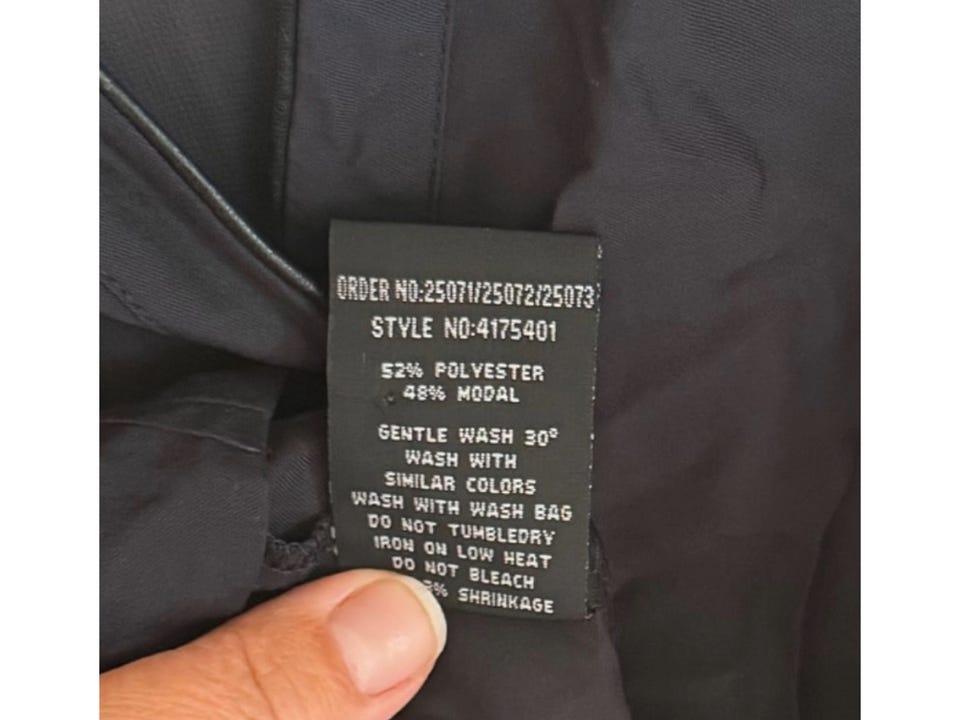 ORDER NO:25071/25072/25073
STYLE NO:4175401
52% POLYESTER
48% MODAL
GENTLE WASH 30°
WASH WITH
SIMILAR COLORS
WASH WITH WASH BAG
DO NOT TUMBLEDRY
IRON ON LOW HEAT
DO NOT BLEACH
% SHRINKAGE